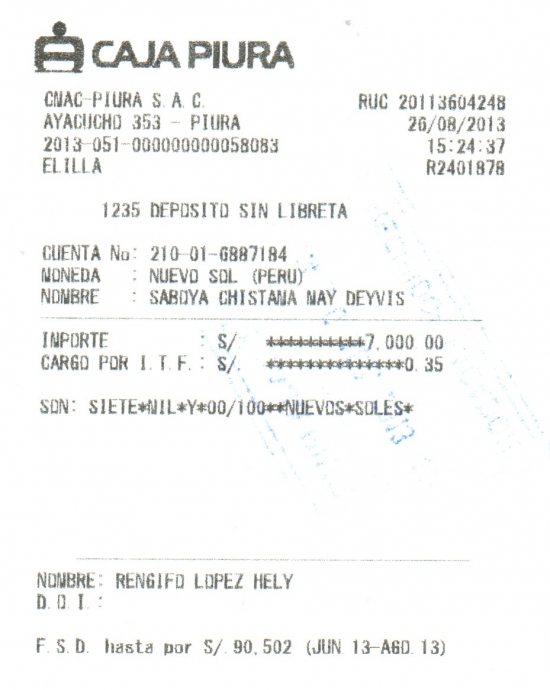 CAJA PIURA
CMAC-PIURA S.A.C. RUC 20113604248
AYACUCHO 353 - PIURA 26/08/2013
2013-051-000000000058083 15:24:37
ELILLA R2401878
1235 DEPOSITO SIN LIBRETA
CUENTA No: 210-01-6887184
MONEDA : NUEVO SOL (PERU)
NOMBRE : SABOYA CHISTAMA MAY DEYVIS
IMPORTE : S/ ***********7,000 00
CARGO POR I.T.F.: S/. ***************0.35
SON: SIETE*MIL*Y*00/100**NUEVOS*SOLES*
NOMBRE: RENGIFO LOPEZ HELY
D.O.I.:
F.S.D. hasta por S/.90,502 (JUN 13-AGO.13)